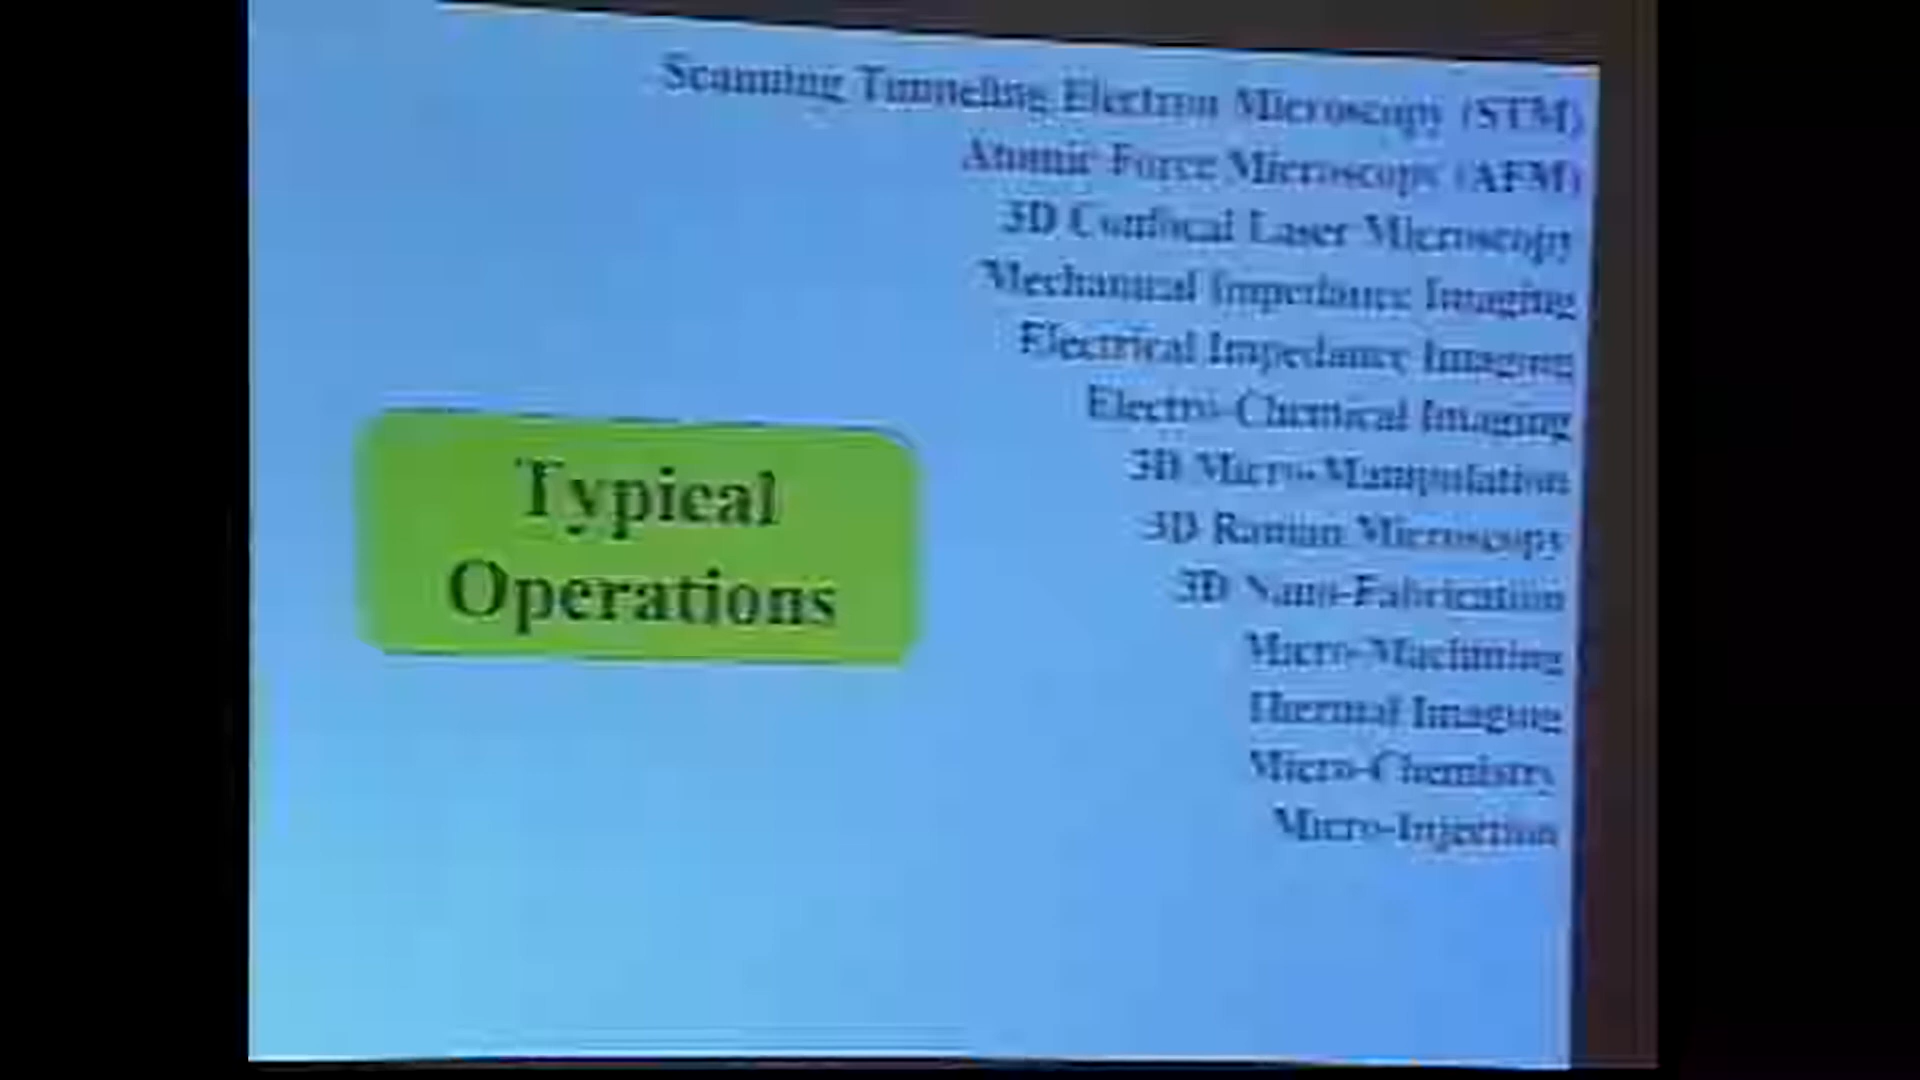 Scanning Tunneling Electron Microscopy (STM)
Atomic Force Microscopy (AFM)
3D Confocal Laser Microscopy
Mechanical Impedance Imaging
Electrical Impedance Imaging
Electro-Chemical Imaging
3D Micro-Manipulation
3D Raman Microscopy
3D Nano-Fabrication
Micro-Machining
Thermal Imaging
Micro-Chemistry
Micro-Injection
Typical
Operations